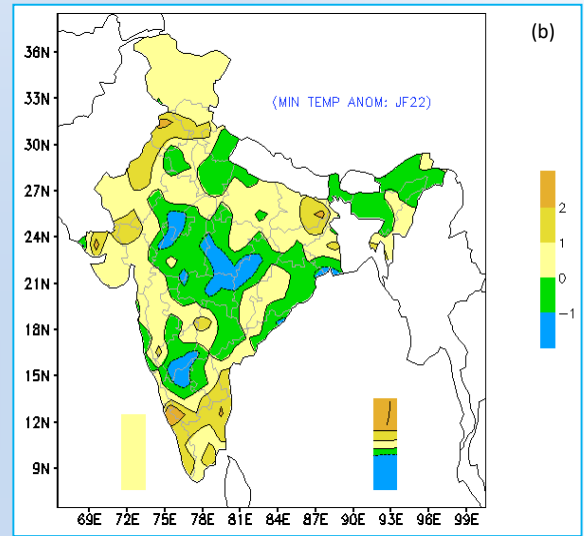 (b)
36N
33N
(MIN TEMP ANOM: JF22)
30N
27N
24N
21N
18N
15N
12N
9N
2
1
0
−1
69E 72E 75E 78E 81E 84E 87E 90E 93E 96E 99E